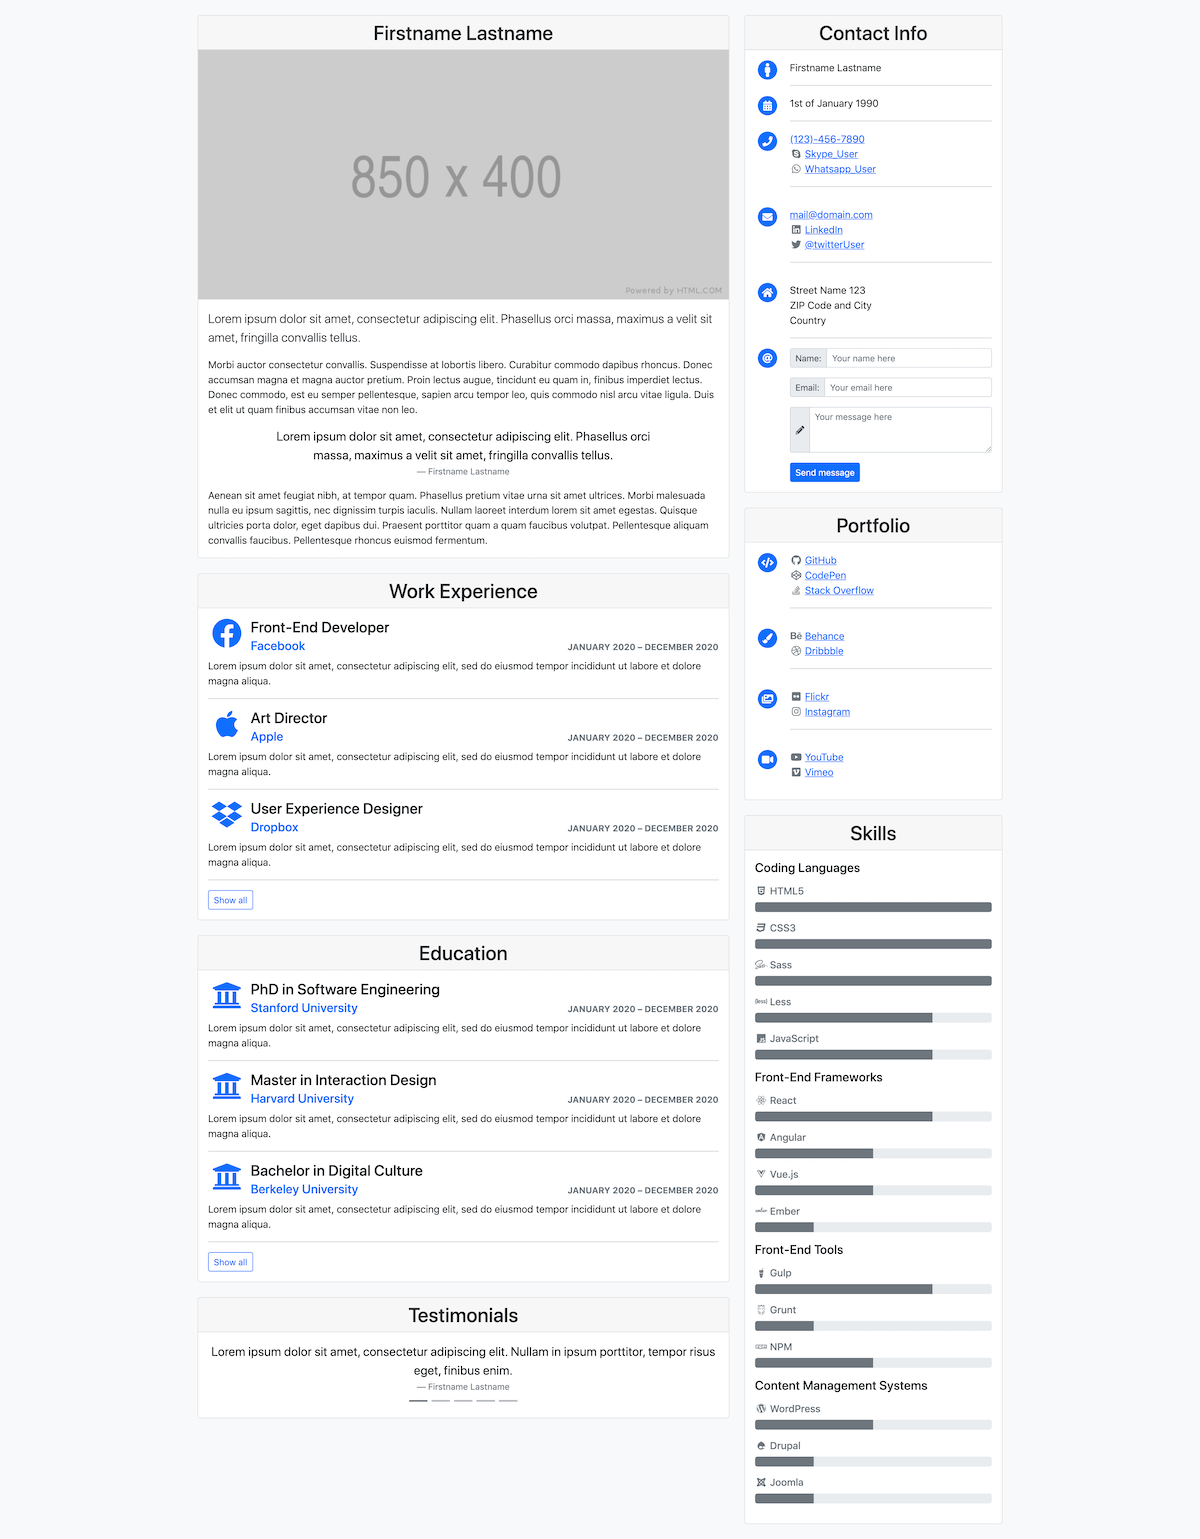 Firstname Lastname
850 x 400
Powered by HTML.COM
Lorem ipsum dolor sit amet, consectetur adipiscing elit. Phasellus orci massa, maximus a velit sit
amet, fringilla convallis tellus.
Morbi auctor consectetur convallis. Suspendisse at lobortis libero. Curabitur commodo dapibus rhoncus. Donec
accumsan magna et magna auctor pretium. Proin lectus augue, tincidunt eu quam in, finibus imperdiet lectus.
Donec commodo, est eu semper pellentesque, sapien arcu tempor leo, quis commodo nisl arcu vitae ligula. Duis
et elit ut quam finibus accumsan vitae non leo.
Lorem ipsum dolor sit amet, consectetur adipiscing elit. Phasellus orci
massa, maximus a velit sit amet, fringilla convallis tellus.
— Firstname Lastname
Aenean sit amet feugiat nibh, at tempor quam. Phasellus pretium vitae urna sit amet ultrices. Morbi malesuada
nulla eu ipsum sagittis, nec dignissim turpis iaculis. Nullam laoreet interdum lorem sit amet egestas. Quisque
ultricies porta dolor, eget dapibus dui. Praesent porttitor quam a quam faucibus volutpat. Pellentesque aliquam
convallis faucibus. Pellentesque rhoncus euismod fermentum.
Work Experience
Front-End Developer
Facebook JANUARY 2020 – DECEMBER 2020
Lorem ipsum dolor sit amet, consectetur adipiscing elit, sed do eiusmod tempor incididunt ut labore et dolore
magna aliqua.
Art Director
Apple JANUARY 2020 – DECEMBER 2020
Lorem ipsum dolor sit amet, consectetur adipiscing elit, sed do eiusmod tempor incididunt ut labore et dolore
magna aliqua.
User Experience Designer
Dropbox JANUARY 2020 – DECEMBER 2020
Lorem ipsum dolor sit amet, consectetur adipiscing elit, sed do eiusmod tempor incididunt ut labore et dolore
magna aliqua.
Show all
Education
PhD in Software Engineering
Stanford University JANUARY 2020 – DECEMBER 2020
Lorem ipsum dolor sit amet, consectetur adipiscing elit, sed do eiusmod tempor incididunt ut labore et dolore
magna aliqua.
Master in Interaction Design
Harvard University JANUARY 2020 – DECEMBER 2020
Lorem ipsum dolor sit amet, consectetur adipiscing elit, sed do eiusmod tempor incididunt ut labore et dolore
magna aliqua.
Bachelor in Digital Culture
Berkeley University JANUARY 2020 – DECEMBER 2020
Lorem ipsum dolor sit amet, consectetur adipiscing elit, sed do eiusmod tempor incididunt ut labore et dolore
magna aliqua.
Show all
Testimonials
Lorem ipsum dolor sit amet, consectetur adipiscing elit. Nullam in ipsum porttitor, tempor risus
eget, finibus enim.
— Firstname Lastname
Contact Info
Firstname Lastname
1st of January 1990
(123)-456-7890
Skype_User
Whatsapp_User
mail@domain.com
LinkedIn
@twitterUser
Street Name 123
ZIP Code and City
Country
Name: Your name here
Email: Your email here
Your message here
Send message
Portfolio
GitHub
CodePen
Stack Overflow
Bē Behance
Dribbble
Flickr
Instagram
YouTube
Vimeo
Skills
Coding Languages
HTML5
CSS3
Sass
{less} Less
JavaScript
Front-End Frameworks
React
Angular
Vue.js
Ember
Front-End Tools
Gulp
Grunt
NPM
Content Management Systems
WordPress
Drupal
Joomla